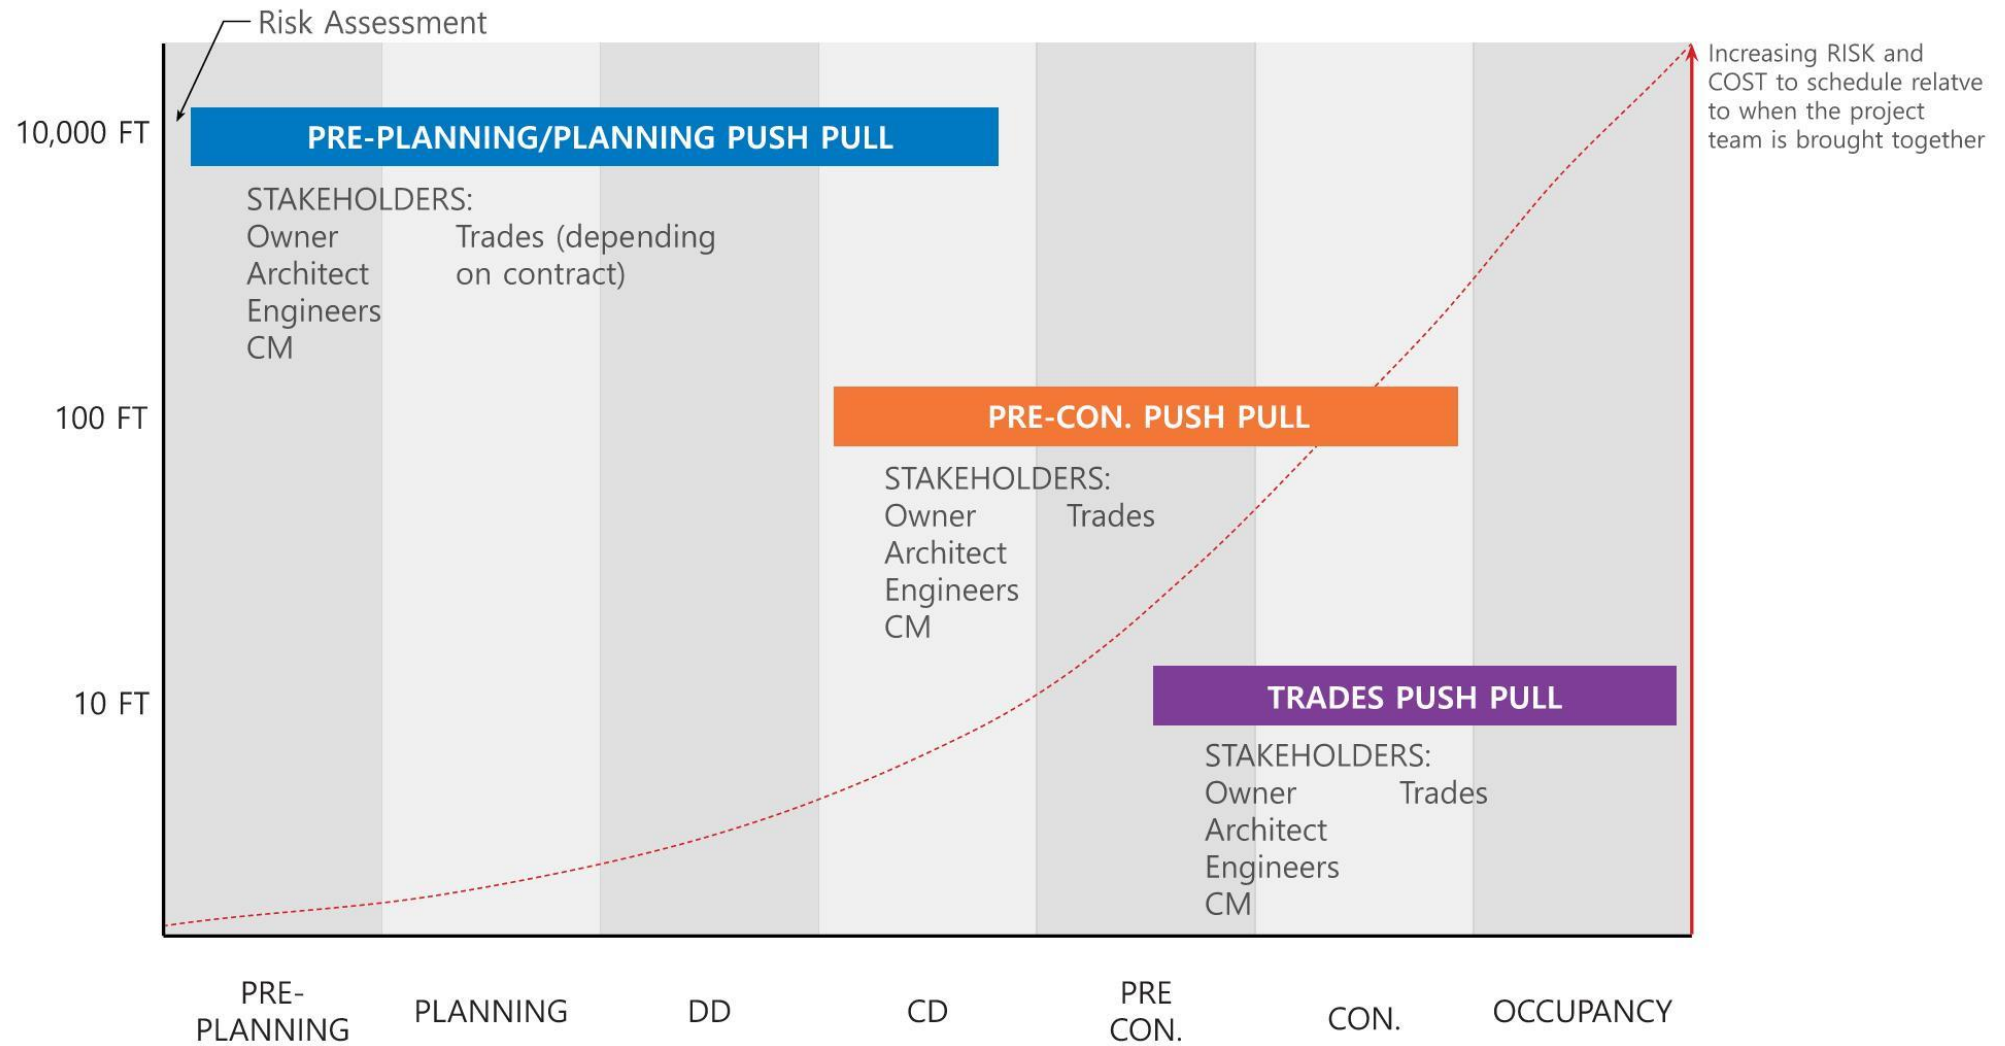 Risk Assessment
Increasing RISK and
COST to schedule relatve
to when the project
team is brought together
10,000 FT
PRE-PLANNING/PLANNING PUSH PULL
STAKEHOLDERS:
Owner Trades (depending
Architect on contract)
Engineers
CM
100 FT
PRE-CON. PUSH PULL
STAKEHOLDERS:
Owner Trades
Architect
Engineers
CM
10 FT
TRADES PUSH PULL
STAKEHOLDERS:
Owner Trades
Architect
Engineers
CM
PRE-
PLANNING
PLANNING
DD
CD
PRE
CON.
CON.
OCCUPANCY